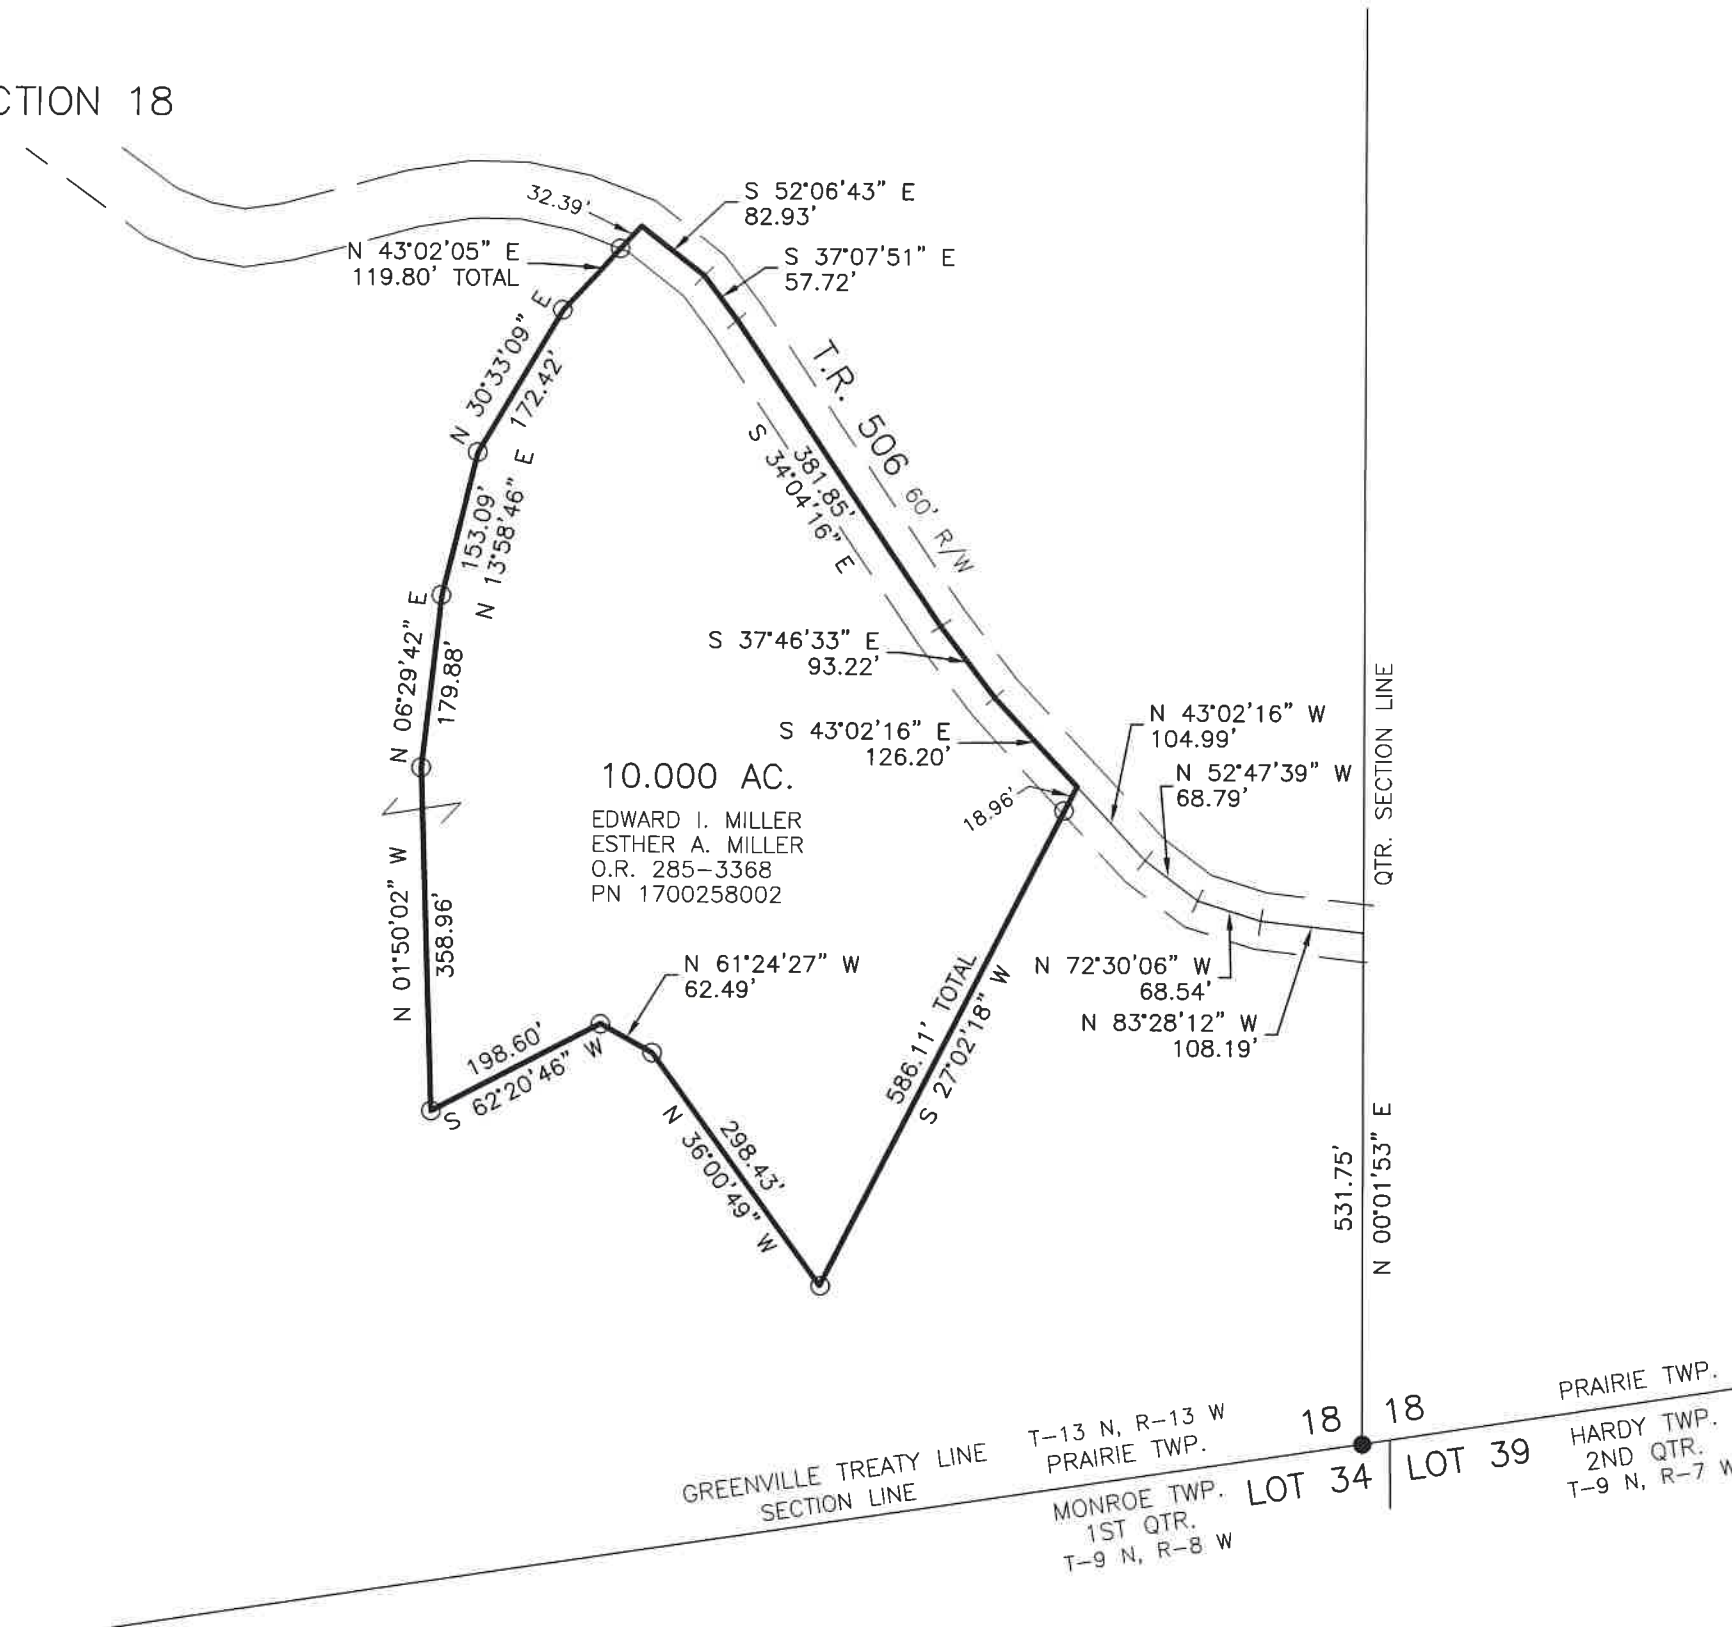 CTION 18
32.39'
S 52°06'43" E
82.93'
N 43°02'05" E
119.80' TOTAL
S 37°07'51" E
57.72'
N 30°33'09" E
172.42'
T.R. 506 60' R/W
381.85'
S 34°04'16" E
153.09'
N 13°58'46" E
N 06°29'42" E
179.88'
S 37°46'33" E
93.22'
S 43°02'16" E
126.20'
N 43°02'16" W
104.99'
N 52°47'39" W
68.79'
QTR. SECTION LINE
18.96'
10.000 AC.
EDWARD I. MILLER
ESTHER A. MILLER
O.R. 285-3368
PN 1700258002
N 01°50'02" W
358.96'
N 61°24'27" W
62.49'
N 72°30'06" W
68.54'
N 83°28'12" W
108.19'
586.11' TOTAL
S 27°02'18" W
198.60'
S 62°20'46" W
298.43'
N 36°00'49" W
531.75'
N 00°01'53" E
GREENVILLE TREATY LINE
SECTION LINE
T-13 N, R-13 W
PRAIRIE TWP.
18
18
PRAIRIE TWP.
MONROE TWP.
1ST QTR.
T-9 N, R-8 W
LOT 34
LOT 39
HARDY TWP.
2ND QTR.
T-9 N, R-7 W